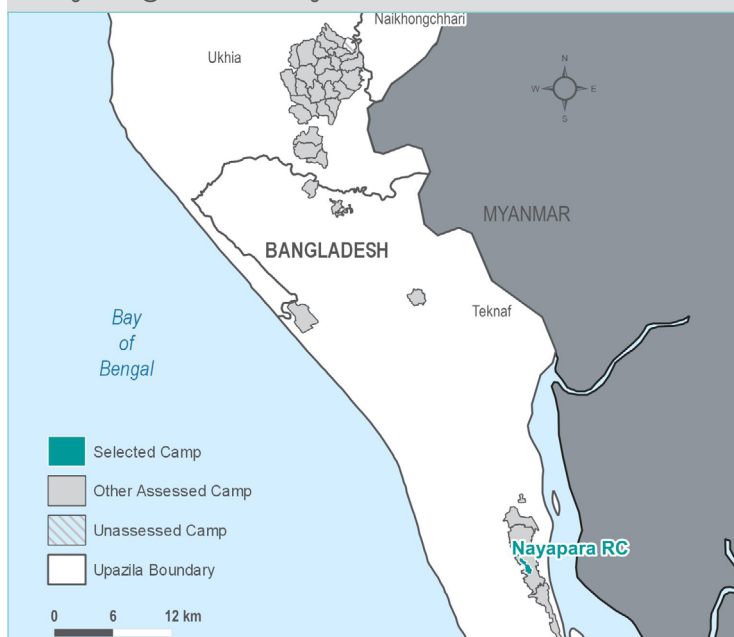 Naikhongchhari
Ukhia
N
W
E
S
MYANMAR
BANGLADESH
Teknaf
Bay
of
Bengal
Selected Camp
Other Assessed Camp
Unassessed Camp
Upazila Boundary
Nayapara RC
0 6 12 km